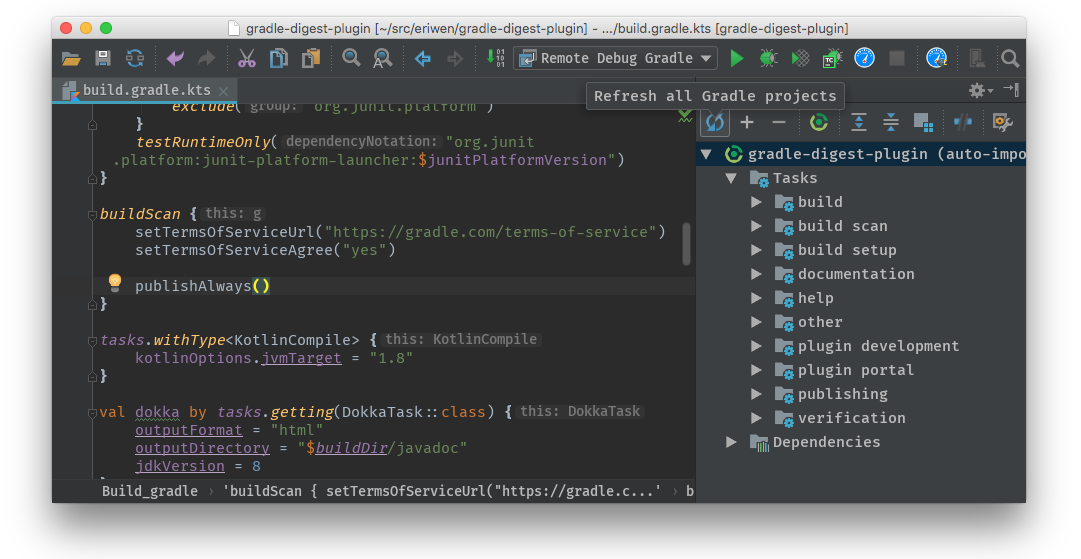 gradle-digest-plugin [~/src/eriwen/gradle-digest-plugin] – .../build.gradle.kts [gradle-digest-plugin]
Remote Debug Gradle
build.gradle.kts
Refresh all Gradle projects
exclude( group: "org.junit.platform")
}
testRuntimeOnly( dependencyNotation: "org.junit
.platform:junit-platform-launcher:$junitPlatformVersion")
}
buildScan { this: g
setTermsOfServiceUrl("https://gradle.com/terms-of-service")
setTermsOfServiceAgree("yes")
publishAlways()
}
tasks.withType<KotlinCompile> { this: KotlinCompile
kotlinOptions.jvmTarget = "1.8"
}
val dokka by tasks.getting(DokkaTask::class) { this: DokkaTask
outputFormat = "html"
outputDirectory = "$buildDir/javadoc"
jdkVersion = 8
Build_gradle › 'buildScan { setTermsOfServiceUrl("https://gradle.c...' › b
gradle-digest-plugin (auto-impo
Tasks
build
build scan
build setup
documentation
help
other
plugin development
plugin portal
publishing
verification
Dependencies